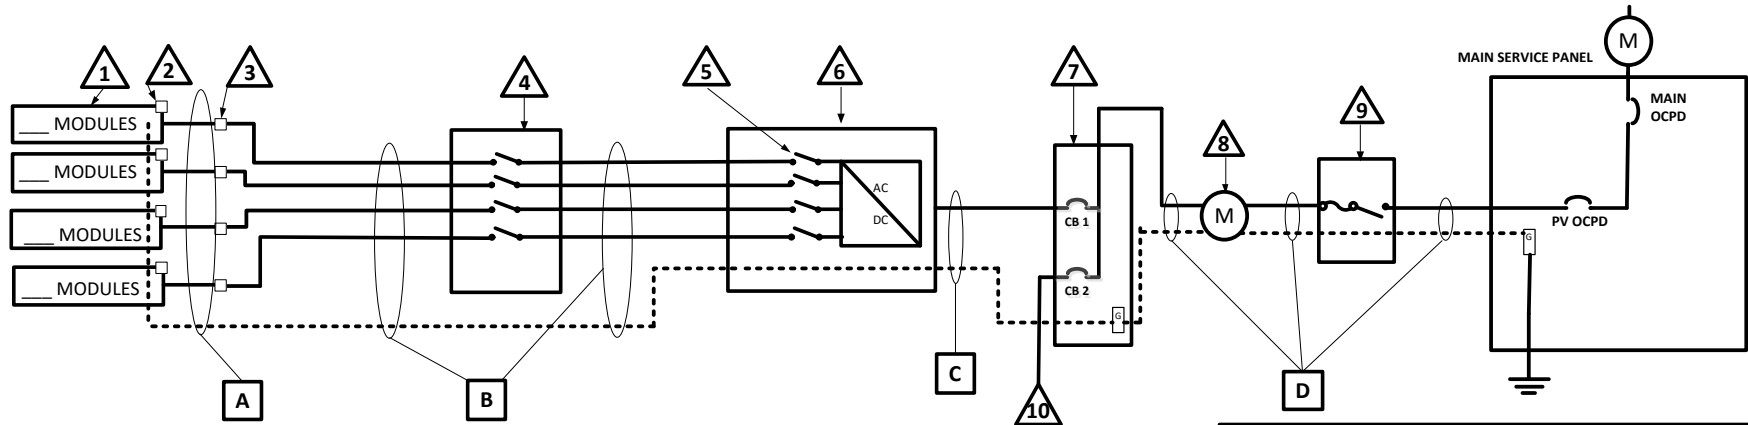 1
2
3
4
5
6
7
8
9
10
___ MODULES
___ MODULES
___ MODULES
___ MODULES
AC
DC
CB 1
CB 2
G
M
MAIN SERVICE PANEL
M
MAIN
OCPD
PV OCPD
G
A
B
C
D